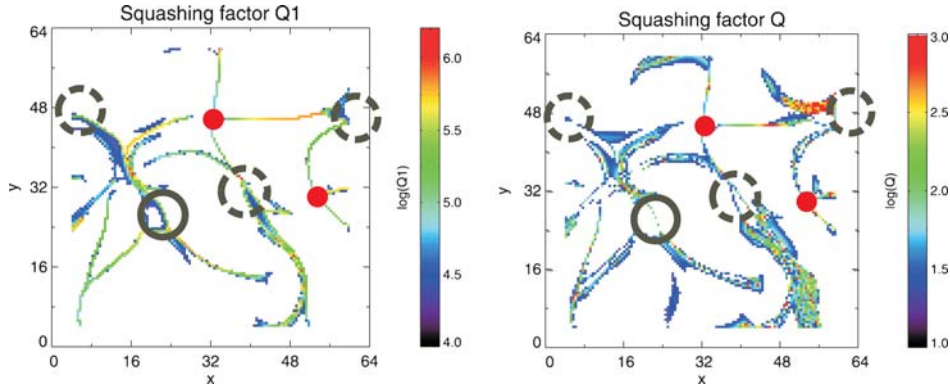 Squashing factor Q1
64
48
32
16
0
y
0 16 32 48 64
x
6.0
5.5
5.0
4.5
4.0
log(Q1)
Squashing factor Q
64
48
32
16
0
y
0 16 32 48 64
x
3.0
2.5
2.0
1.5
1.0
log(Q)